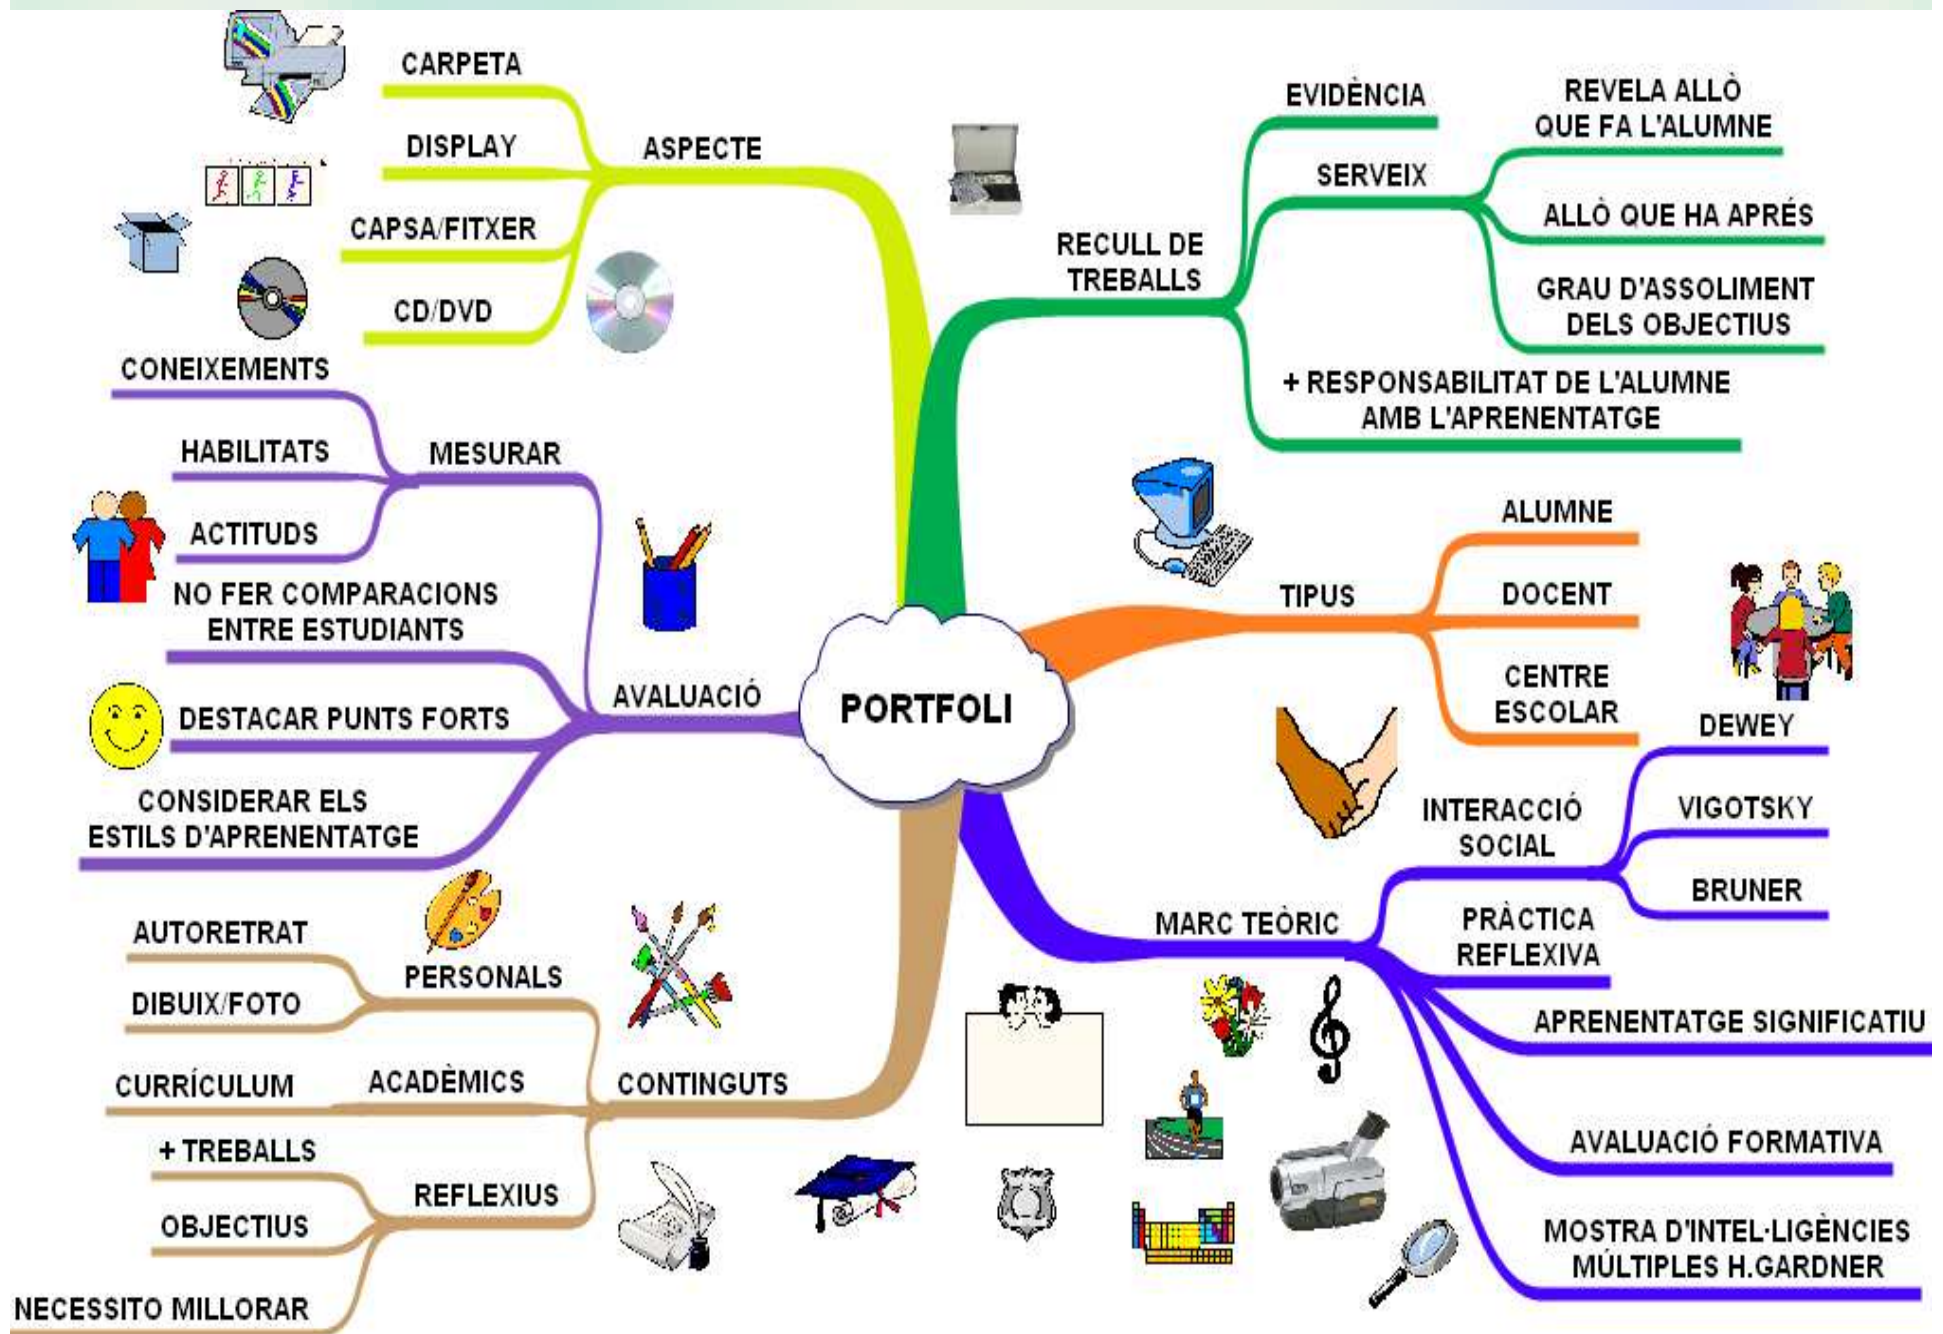 PORTFOLI
ASPECTE
CARPETA
DISPLAY
CAPSA/FITXER
CD/DVD
RECULL DE
TREBALLS
EVIDÈNCIA
SERVEIX
REVELA ALLÒ
QUE FA L'ALUMNE
ALLÒ QUE HA APRÉS
GRAU D'ASSOLIMENT
DELS OBJECTIUS
+ RESPONSABILITAT DE L'ALUMNE
AMB L'APRENENTATGE
TIPUS
ALUMNE
DOCENT
CENTRE
ESCOLAR
MARC TEÒRIC
INTERACCIÓ
SOCIAL
DEWEY
VIGOTSKY
BRUNER
PRÀCTICA
REFLEXIVA
APRENENTATGE SIGNIFICATIU
AVALUACIÓ FORMATIVA
MOSTRA D'INTEL·LIGÈNCIES
MÚLTIPLES H.GARDNER
AVALUACIÓ
MESURAR
CONEIXEMENTS
HABILITATS
ACTITUDS
NO FER COMPARACIONS
ENTRE ESTUDIANTS
DESTACAR PUNTS FORTS
CONSIDERAR ELS
ESTILS D'APRENENTATGE
CONTINGUTS
PERSONALS
AUTORETRAT
DIBUIX/FOTO
ACADÈMICS
CURRÍCULUM
REFLEXIUS
+ TREBALLS
OBJECTIUS
NECESSITO MILLORAR